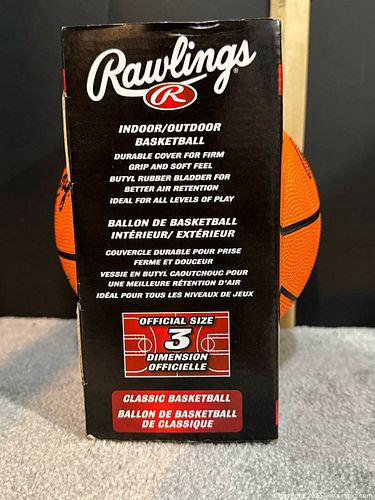 Rawlings
R
INDOOR/OUTDOOR
BASKETBALL
DURABLE COVER FOR FIRM
GRIP AND SOFT FEEL
BUTYL RUBBER BLADDER FOR
BETTER AIR RETENTION
IDEAL FOR ALL LEVELS OF PLAY
BALLON DE BASKETBALL
INTÉRIEUR/ EXTÉRIEUR
COUVERCLE DURABLE POUR PRISE
FERME ET DOUCEUR
VESSIE EN BUTYL CAOUTCHOUC POUR
UNE MEILLEURE RÉTENTION D'AIR
IDÉAL POUR TOUS LES NIVEAUX DE JEUX
OFFICIAL SIZE
3
DIMENSION
OFFICIELLE
CLASSIC BASKETBALL
BALLON DE BASKETBALL
DE CLASSIQUE